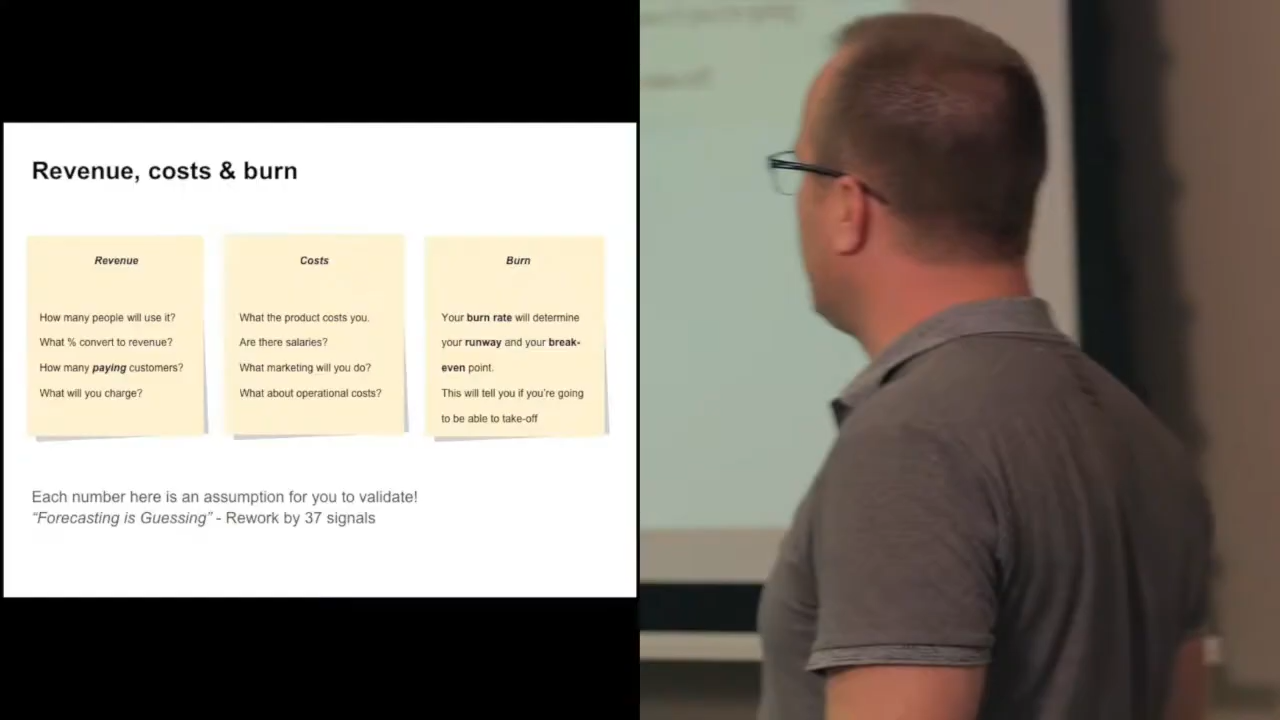 Revenue, costs & burn
Revenue
How many people will use it?
What % convert to revenue?
How many paying customers?
What will you charge?
Costs
What the product costs you.
Are there salaries?
What marketing will you do?
What about operational costs?
Burn
Your burn rate will determine
your runway and your break-
even point.
This will tell you if you're going
to be able to take-off
Each number here is an assumption for you to validate!
“Forecasting is Guessing” - Rework by 37 signals